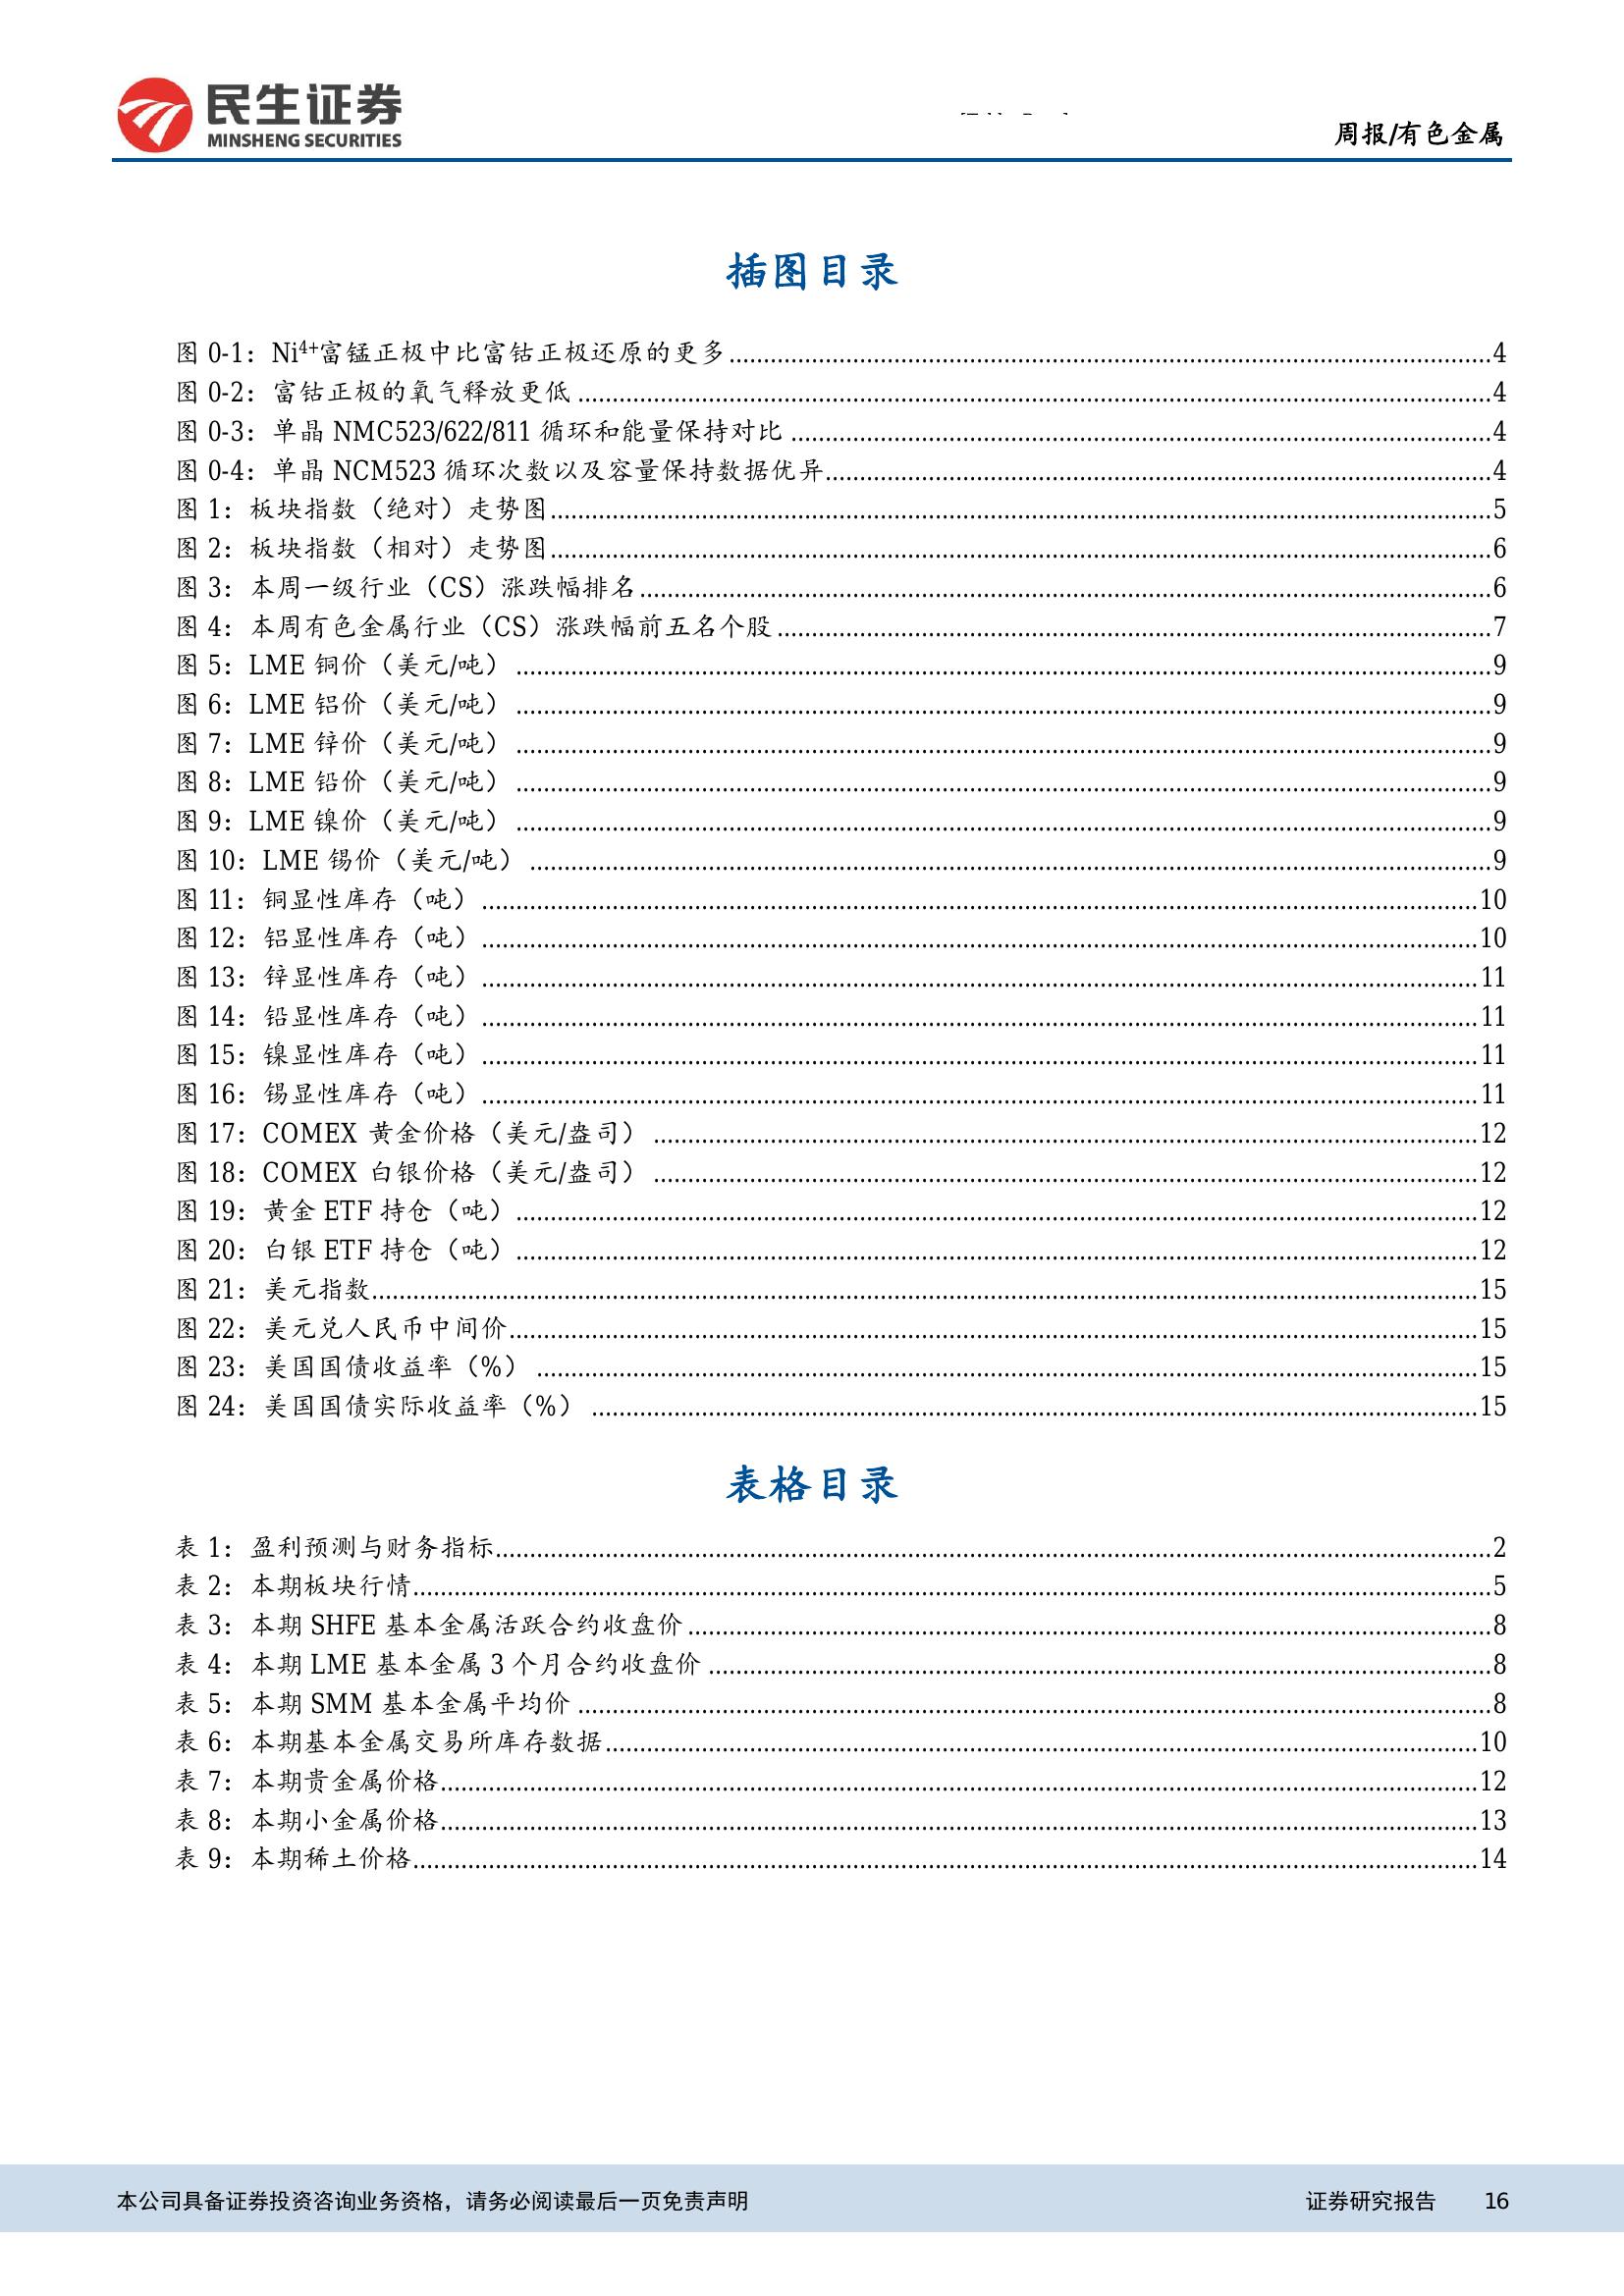 民生证券
MINSHENG SECURITIES
周报/有色金属
插图目录
图 0-1：Ni⁴⁺富锰正极中比富钴正极还原的更多................4
图 0-2：富钴正极的氧气释放更低................4
图 0-3：单晶 NMC523/622/811 循环和能量保持对比................4
图 0-4：单晶 NCM523 循环次数以及容量保持数据优异................4
图 1：板块指数（绝对）走势图................5
图 2：板块指数（相对）走势图................6
图 3：本周一级行业（CS）涨跌幅排名................6
图 4：本周有色金属行业（CS）涨跌幅前五名个股................7
图 5：LME 铜价（美元/吨）................9
图 6：LME 铝价（美元/吨）................9
图 7：LME 锌价（美元/吨）................9
图 8：LME 铅价（美元/吨）................9
图 9：LME 镍价（美元/吨）................9
图 10：LME 锡价（美元/吨）................9
图 11：铜显性库存（吨）................10
图 12：铝显性库存（吨）................10
图 13：锌显性库存（吨）................11
图 14：铅显性库存（吨）................11
图 15：镍显性库存（吨）................11
图 16：锡显性库存（吨）................11
图 17：COMEX 黄金价格（美元/盎司）................12
图 18：COMEX 白银价格（美元/盎司）................12
图 19：黄金 ETF 持仓（吨）................12
图 20：白银 ETF 持仓（吨）................12
图 21：美元指数................15
图 22：美元兑人民币中间价................15
图 23：美国国债收益率（%）................15
图 24：美国国债实际收益率（%）................15
表格目录
表 1：盈利预测与财务指标................2
表 2：本期板块行情................5
表 3：本期 SHFE 基本金属活跃合约收盘价................8
表 4：本期 LME 基本金属 3 个月合约收盘价................8
表 5：本期 SMM 基本金属平均价................8
表 6：本期基本金属交易所库存数据................10
表 7：本期贵金属价格................12
表 8：本期小金属价格................13
表 9：本期稀土价格................14
本公司具备证券投资咨询业务资格，请务必阅读最后一页免责声明
证券研究报告 16